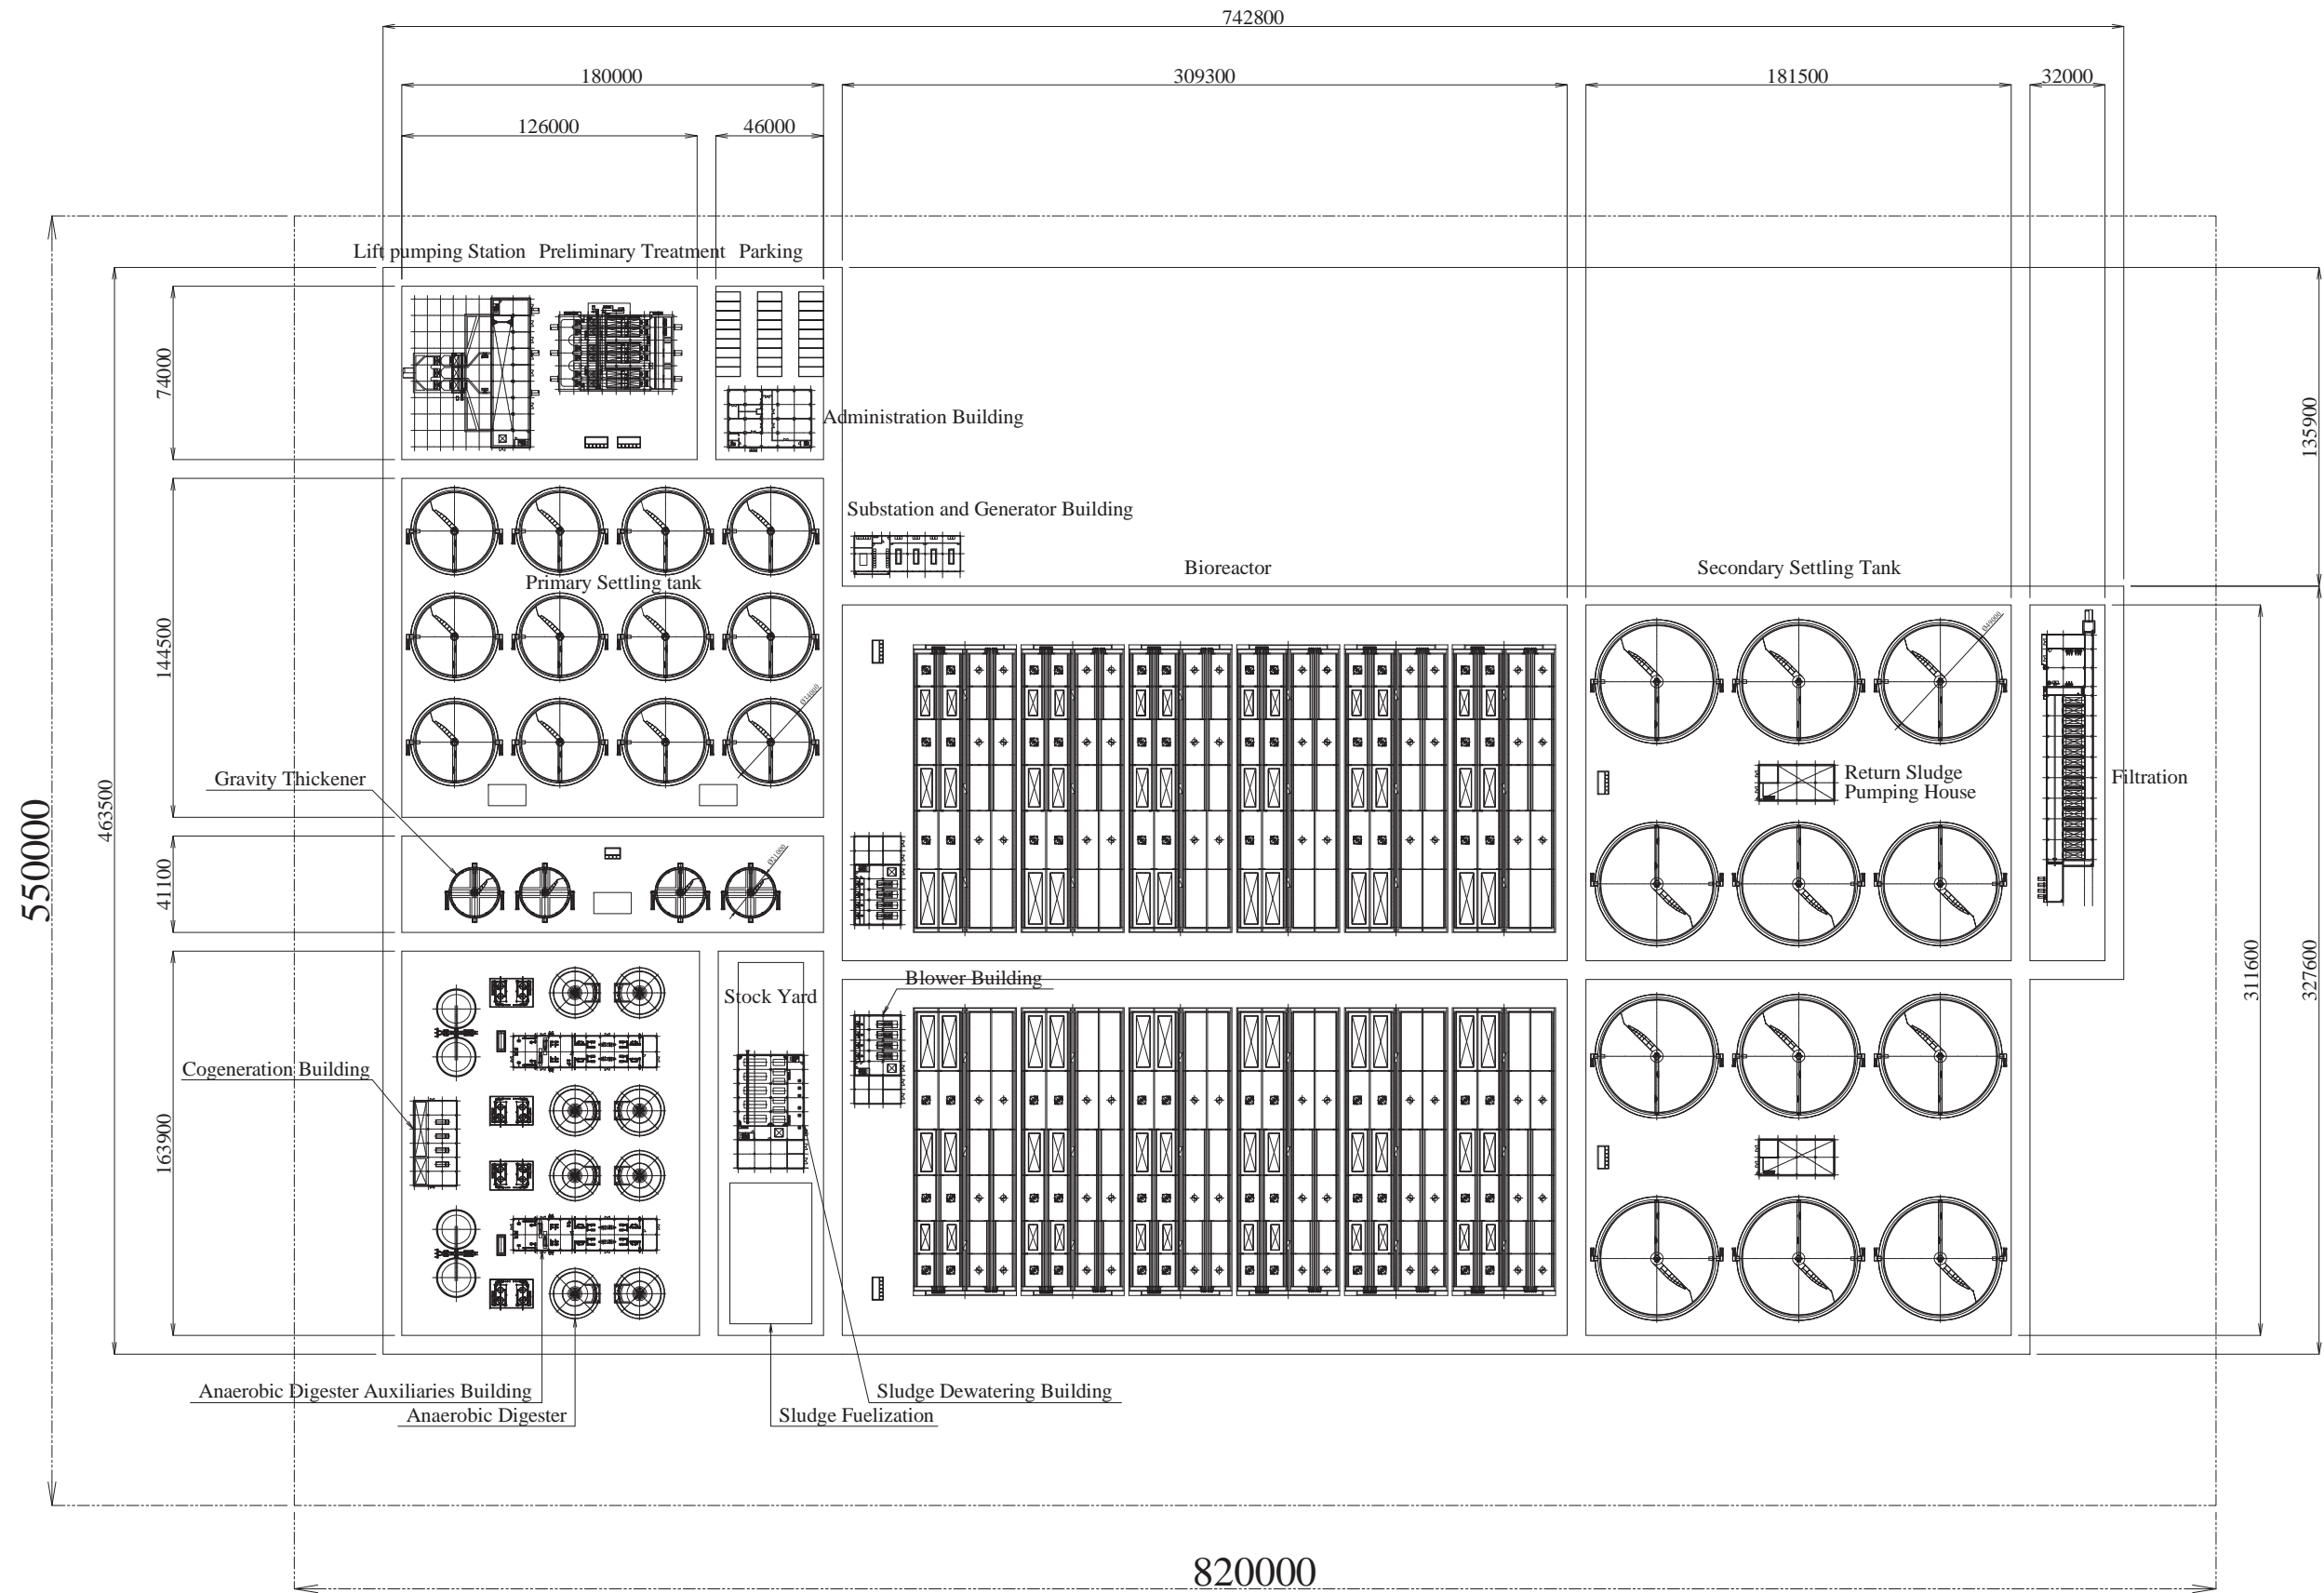 742800
180000
309300
181500
32000
126000
46000
Lift pumping Station
Preliminary Treatment
Parking
74000
Administration Building
135900
Substation and Generator Building
Bioreactor
Secondary Settling Tank
Primary Settling tank
144500
Ø34000
Ø49000
Gravity Thickener
Return Sludge
Pumping House
Filtration
550000
463500
41100
Ø21000
311600
327600
Blower Building
Stock Yard
Cogeneration Building
163900
Anaerobic Digester Auxiliaries Building
Sludge Dewatering Building
Anaerobic Digester
Sludge Fuelization
820000